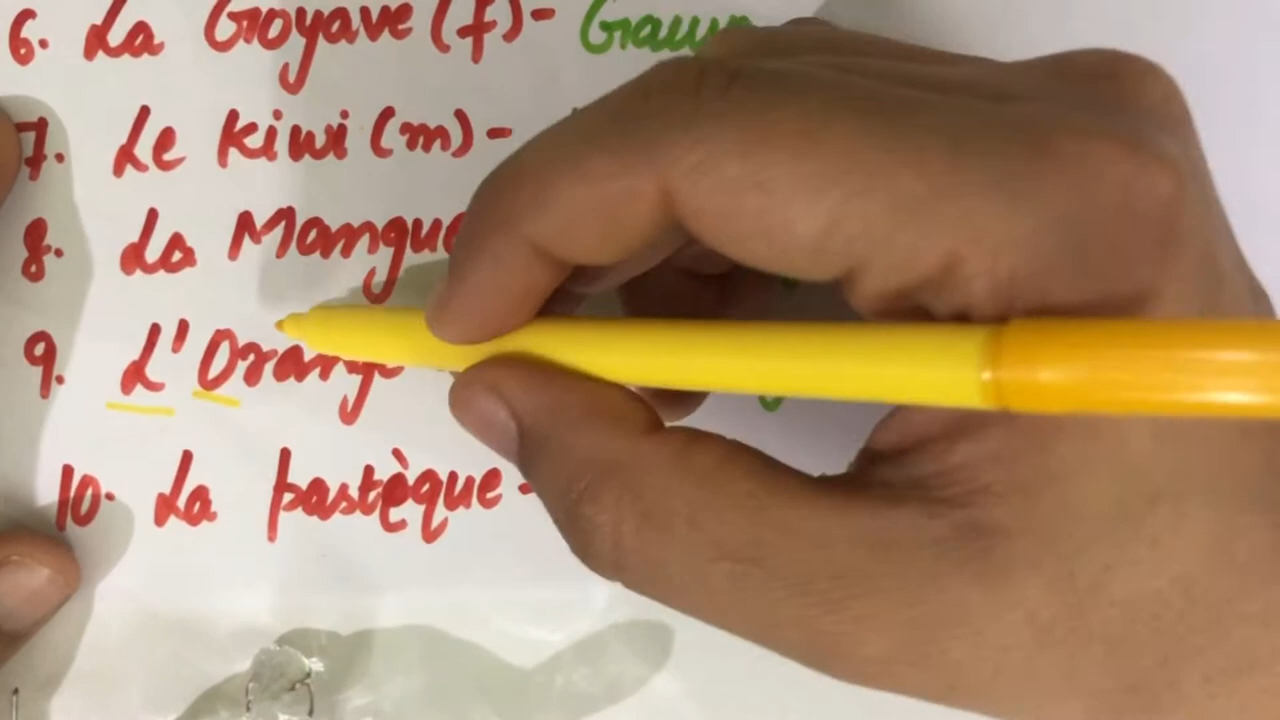 6. La Goyave (f)-
7. Le kiwi (m)-
8. La Mangue
9. L'Orange
10. La pastèque-